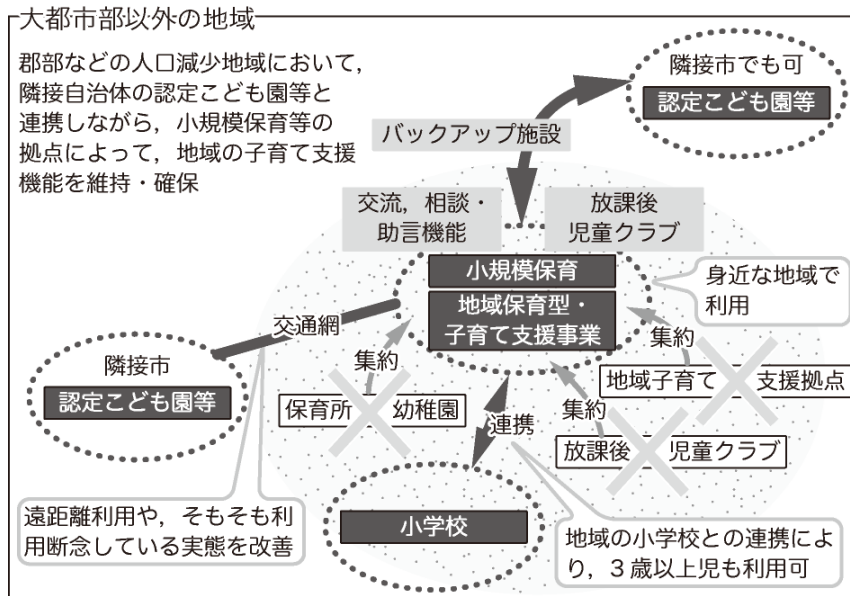 大都市部以外の地域
郡部などの人口減少地域において，
隣接自治体の認定こども園等と
連携しながら，小規模保育等の
拠点によって，地域の子育て支援
機能を維持・確保
隣接市でも可
認定こども園等
バックアップ施設
交流，相談・
助言機能
放課後
児童クラブ
小規模保育
地域保育型・
子育て支援事業
身近な地域で
利用
交通網
隣接市
認定こども園等
集約
保育所
幼稚園
集約
地域子育て
支援拠点
集約
放課後
児童クラブ
連携
小学校
遠距離利用や，そもそも利
用断念している実態を改善
地域の小学校との連携によ
り，３歳以上児も利用可